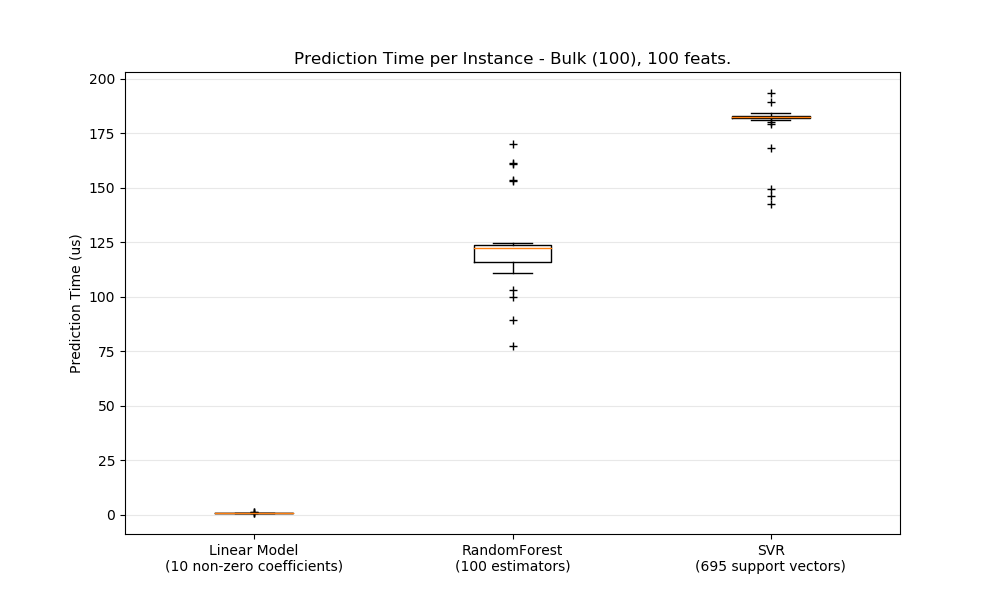 Prediction Time per Instance - Bulk (100), 100 feats.
200
175
150
125
100
75
50
25
0
Prediction Time (us)
Linear Model
(10 non-zero coefficients)
RandomForest
(100 estimators)
SVR
(695 support vectors)